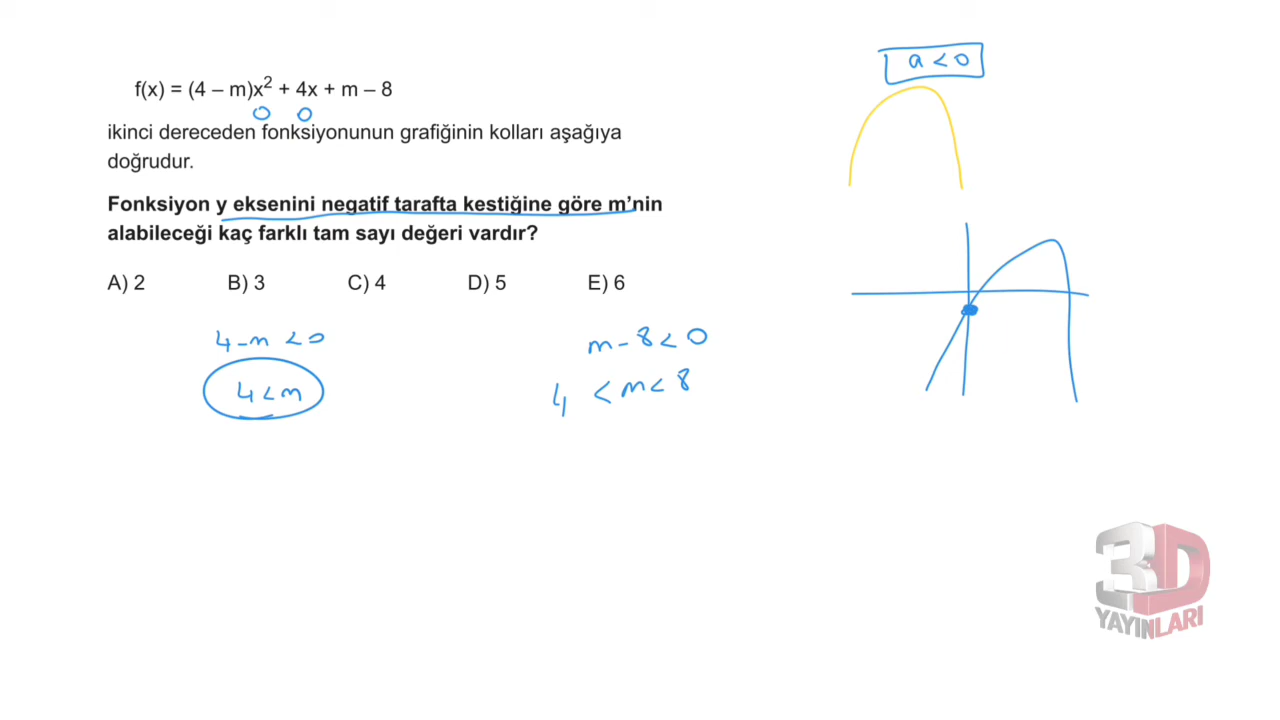 a < 0
f(x) = (4 – m)x² + 4x + m – 8
0 0
ikinci dereceden fonksiyonunun grafiğinin kolları aşağıya
doğrudur.
Fonksiyon y eksenini negatif tarafta kestiğine göre m’nin
alabileceği kaç farklı tam sayı değeri vardır?
A) 2 B) 3 C) 4 D) 5 E) 6
4 – m < 0 m – 8 < 0
4 < m 4 < m < 8
3D
YAYINLARI